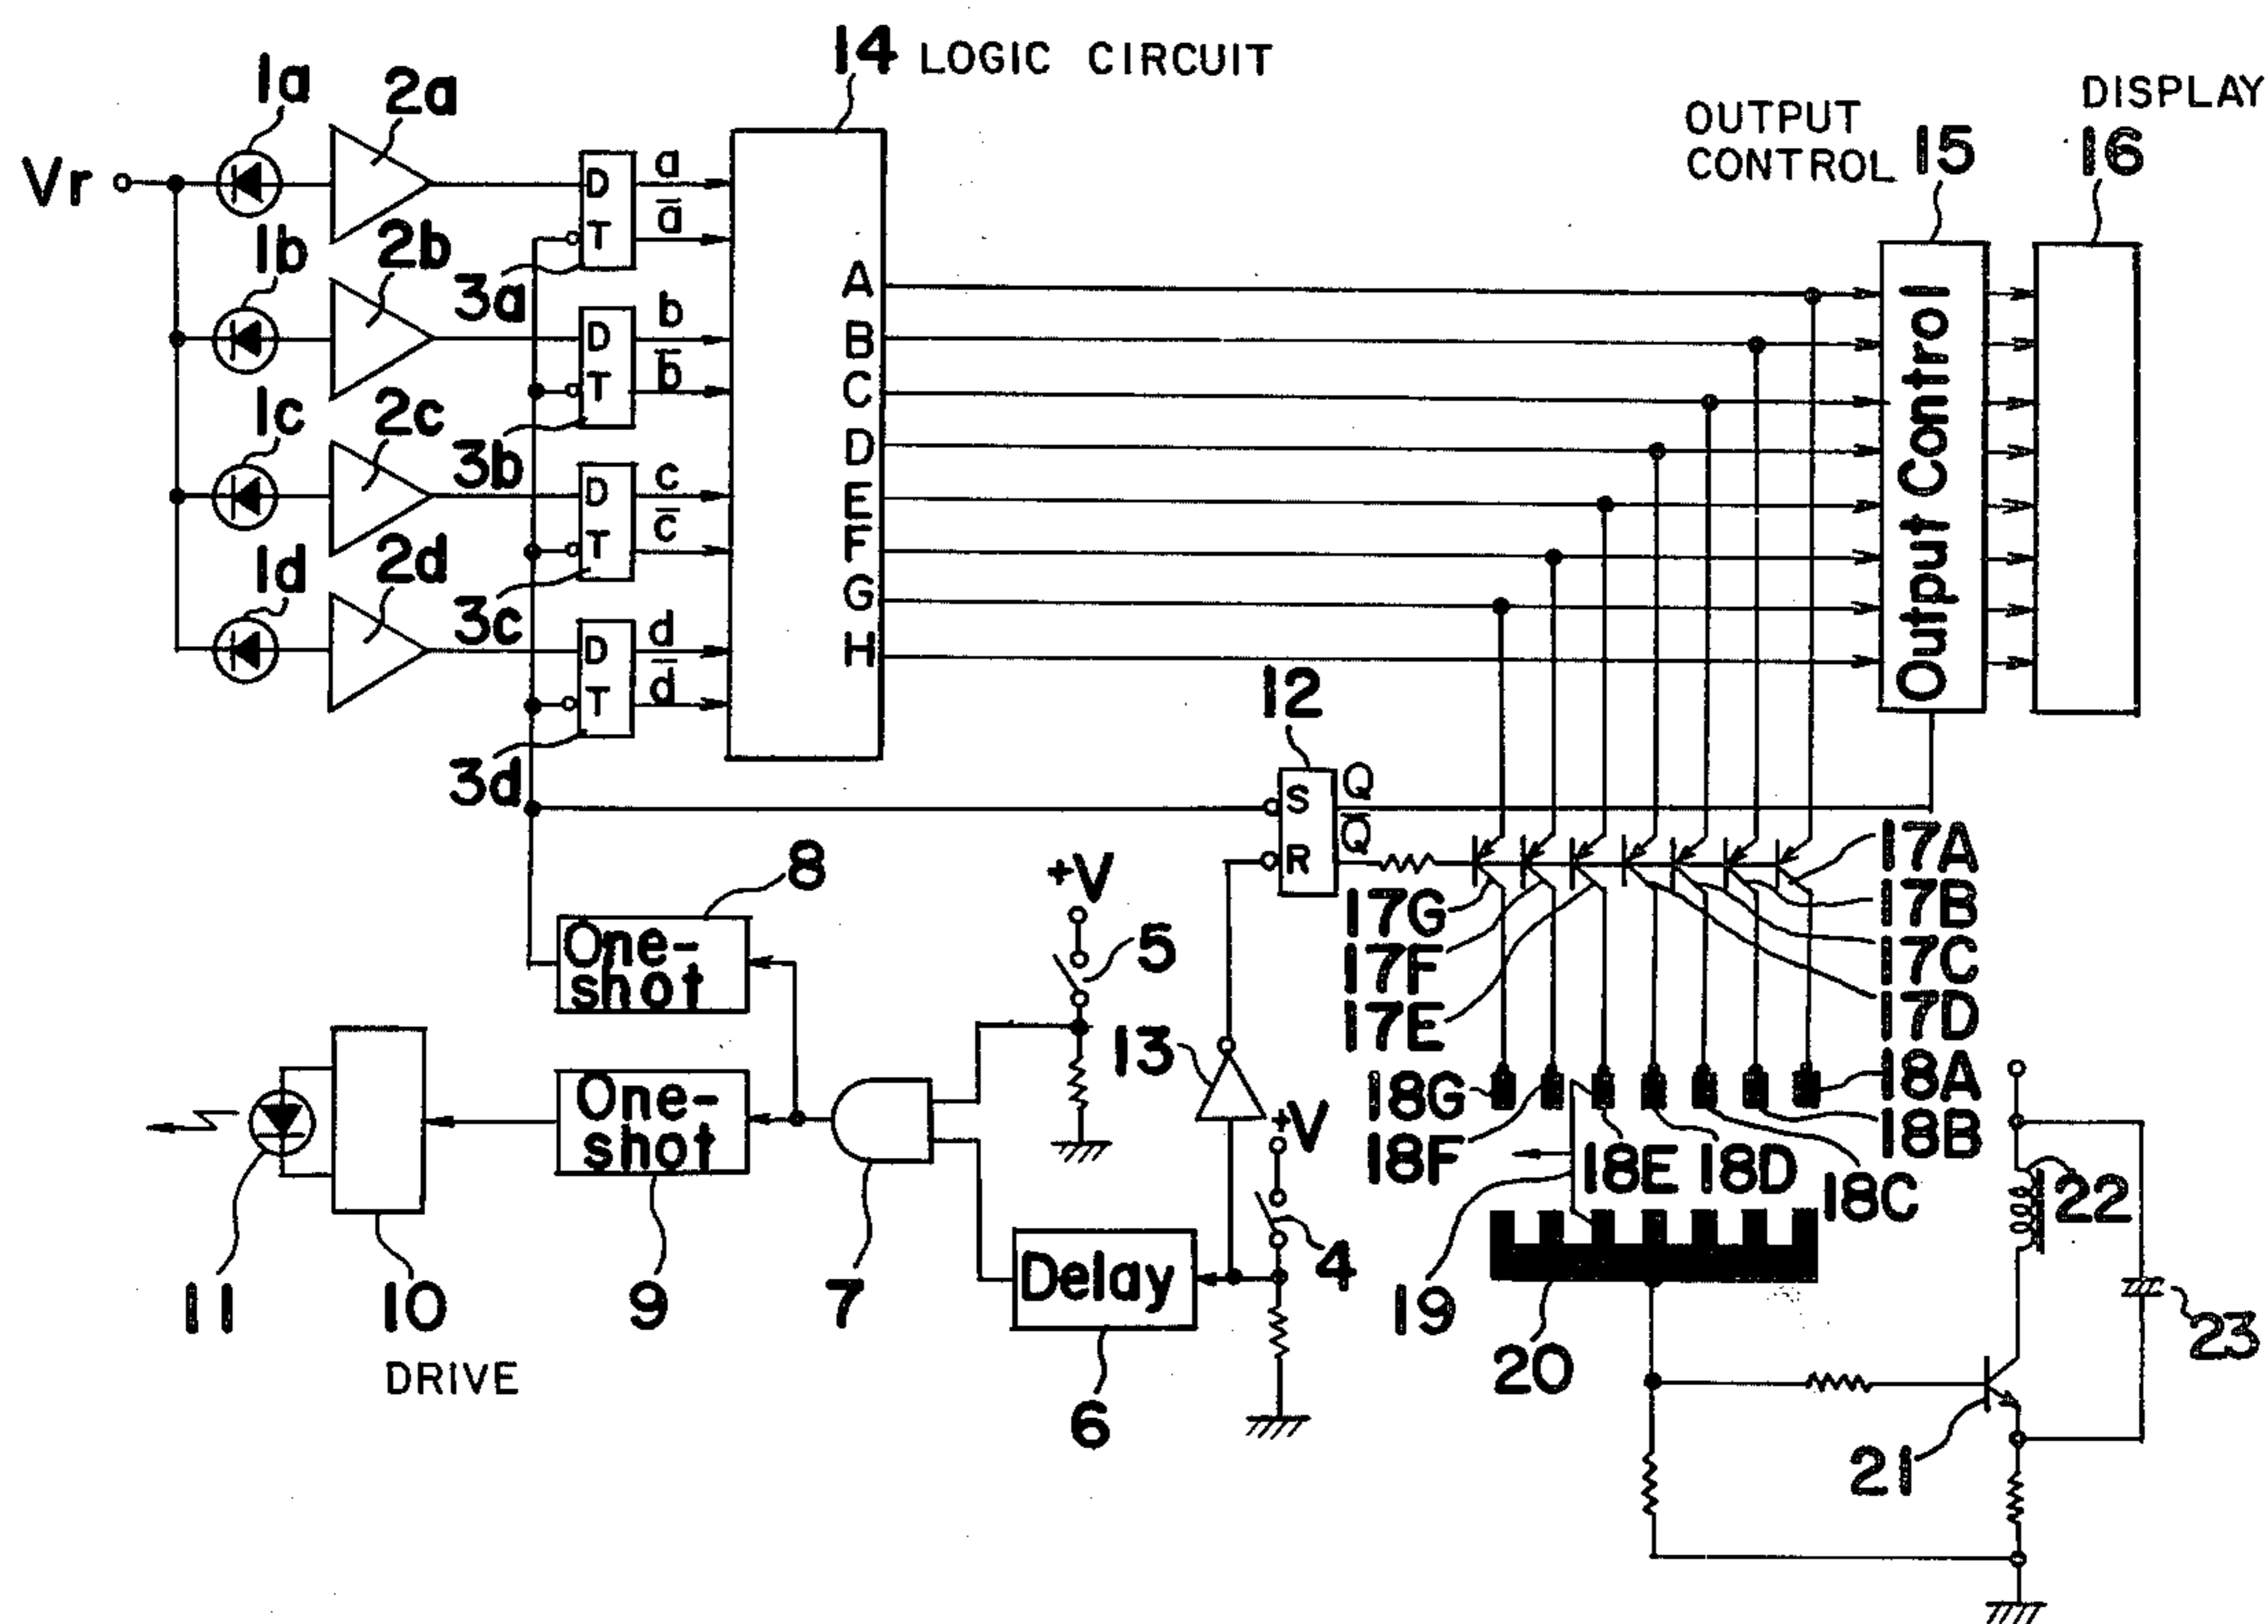 14 LOGIC CIRCUIT
DISPLAY
16
OUTPUT
CONTROL 15
1a
2a
Vr
D
T
a
a̅
3a
1b
2b
D
T
b
b̅
3b
1c
2c
D
T
c
c̅
3c
1d
2d
D
T
d
d̅
3d
A
B
C
D
E
F
G
H
Output Control
12
S
R
Q
Q̅
8
One-
shot
+V
5
17A
17B
17C
17D
17G
17F
17E
13
18G
18F
18E
18D
18C
18A
18B
One-
shot
+V
4
Delay
11
10
DRIVE
9
7
6
19
20
22
23
21